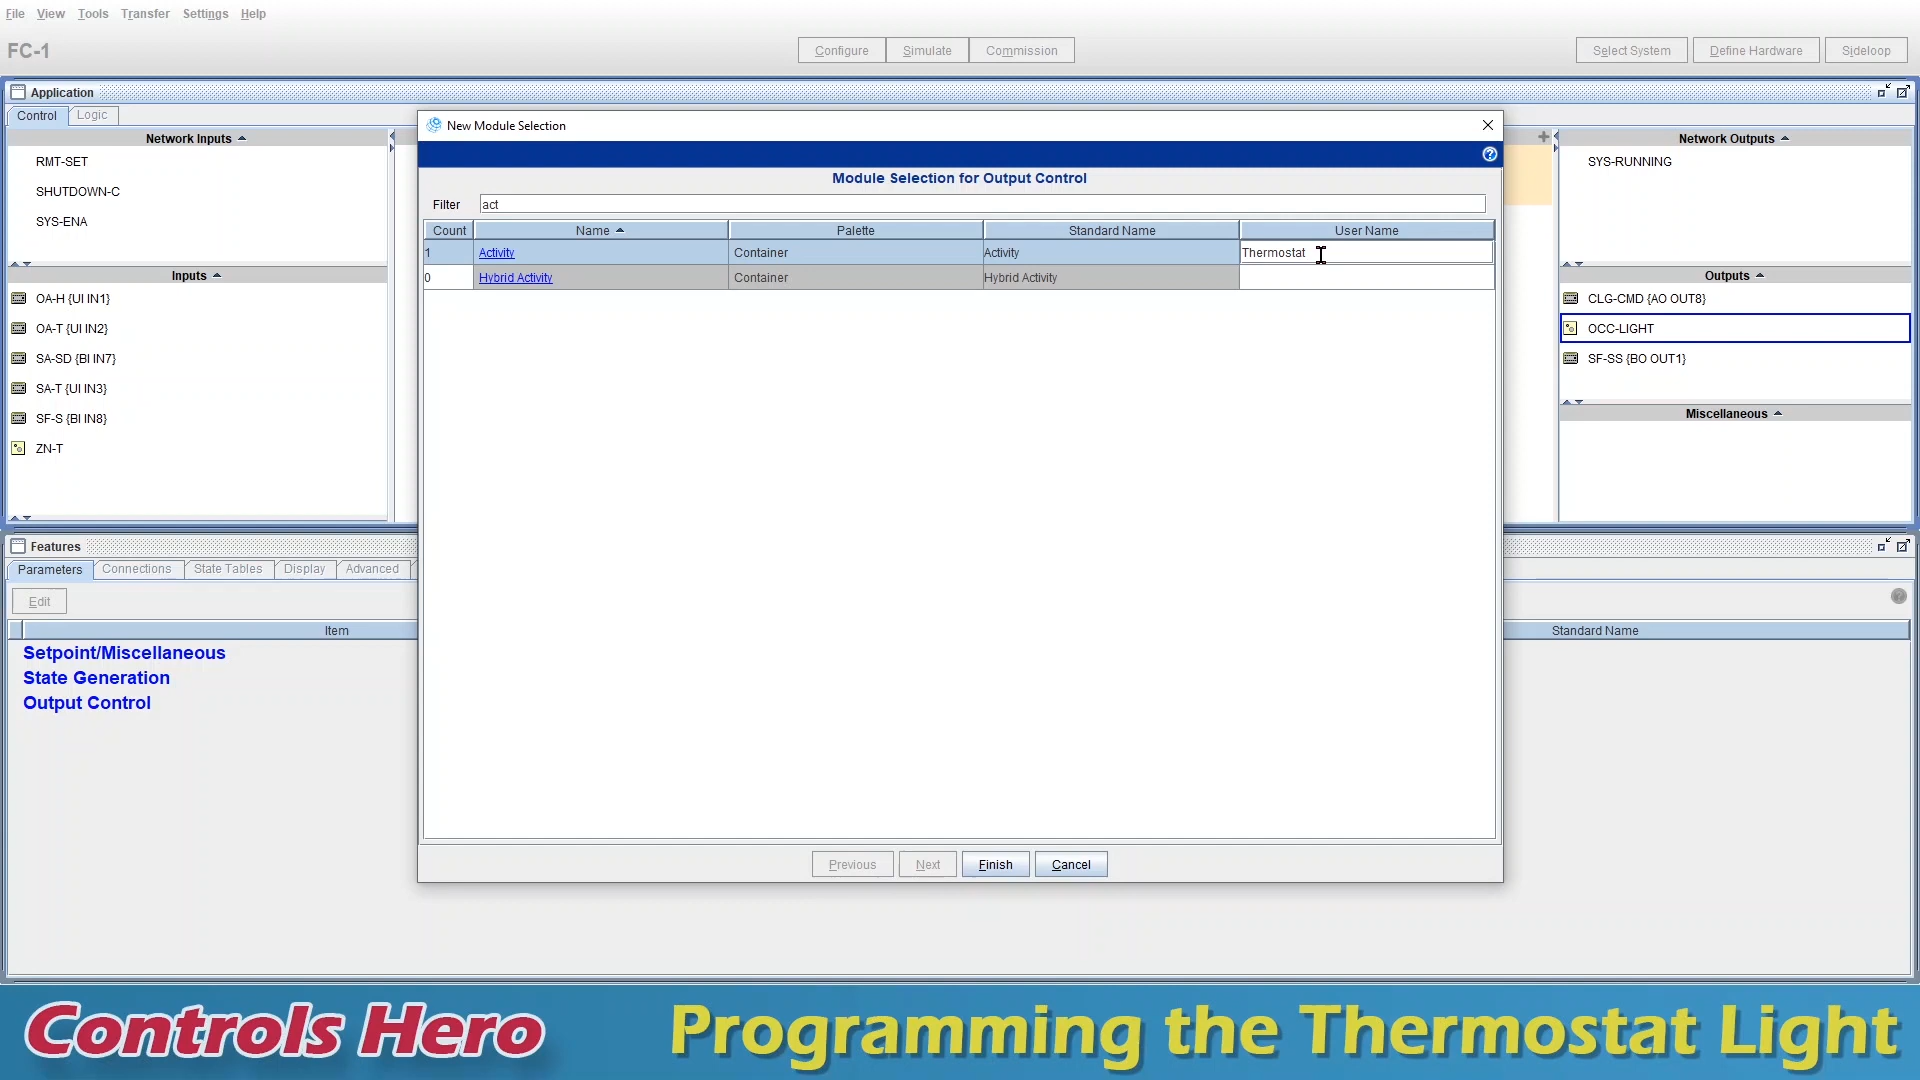 File View Tools Transfer Settings Help
FC-1
Configure Simulate Commission
Select System Define Hardware Sideloop
Application
Control Logic
Network Inputs
RMT-SET
SHUTDOWN-C
SYS-ENA
Inputs
OA-H {UI IN1}
OA-T {UI IN2}
SA-SD {BI IN7}
SA-T {UI IN3}
SF-S {BI IN8}
ZN-T
New Module Selection
Module Selection for Output Control
Filter act
Count Name Palette Standard Name User Name
1 Activity Container Activity Thermostat
0 Hybrid Activity Container Hybrid Activity
Previous Next Finish Cancel
Network Outputs
SYS-RUNNING
Outputs
CLG-CMD {AO OUT8}
OCC-LIGHT
SF-SS {BO OUT1}
Miscellaneous
Features
Parameters Connections State Tables Display Advanced
Edit
Item Standard Name
Setpoint/Miscellaneous
State Generation
Output Control
Controls Hero Programming the Thermostat Light